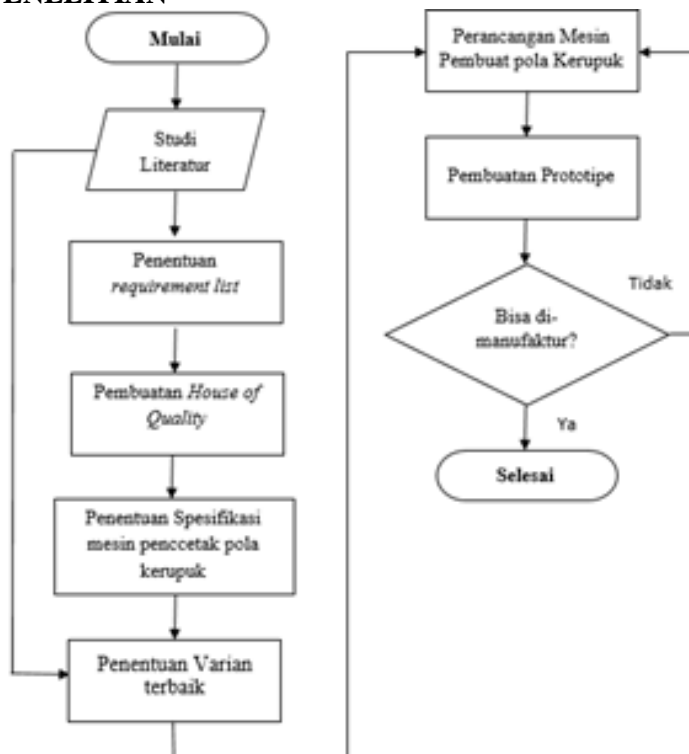 Mulai
Studi
Literatur
Penentuan
requirement list
Pembuatan House of
Quality
Penentuan Spesifikasi
mesin penccetak pola
kerupuk
Penentuan Varian
terbaik
Perancangan Mesin
Pembuat pola Kerupuk
Pembuatan Prototipe
Bisa di-
manufaktur?
Tidak
Ya
Selesai